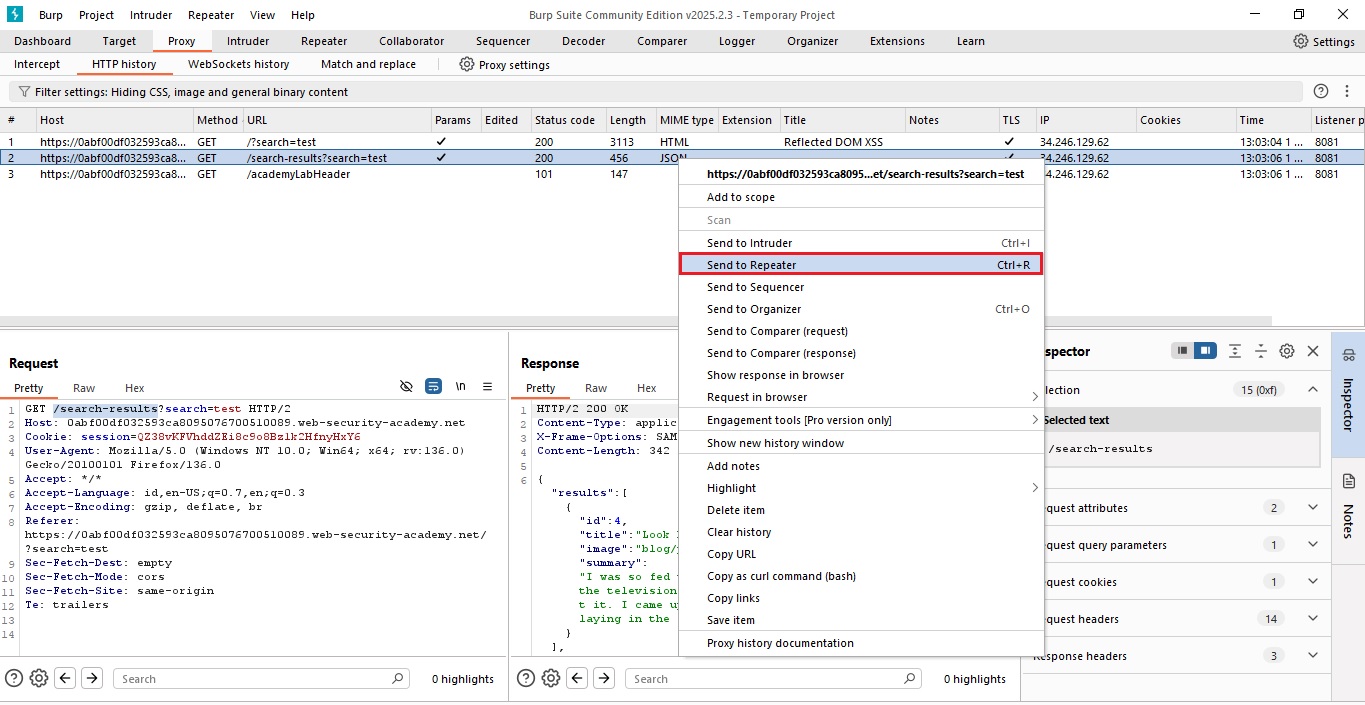 Burp Project Intruder Repeater View Help Burp Suite Community Edition v2025.2.3 - Temporary Project
Dashboard Target Proxy Intruder Repeater Collaborator Sequencer Decoder Comparer Logger Organizer Extensions Learn Settings
Intercept HTTP history WebSockets history Match and replace Proxy settings
Filter settings: Hiding CSS, image and general binary content
# Host Method URL Params Edited Status code Length MIME type Extension Title Notes TLS IP Cookies Time Listener p
1 https://0abf00df032593ca8... GET /?search=test ✓ 200 3113 HTML Reflected DOM XSS ✓ 34.246.129.62 13:03:04 1 ... 8081
2 https://0abf00df032593ca8... GET /search-results?search=test ✓ 200 456 JSON ✓ 34.246.129.62 13:03:06 1 ... 8081
3 https://0abf00df032593ca8... GET /academyLabHeader 101 147 34.246.129.62 13:03:06 1 ... 8081
https://0abf00df032593ca8095...et/search-results?search=test
Add to scope
Scan
Send to Intruder Ctrl+I
Send to Repeater Ctrl+R
Send to Sequencer
Send to Organizer Ctrl+O
Send to Comparer (request)
Send to Comparer (response)
Show response in browser
Request in browser
Engagement tools [Pro version only]
Show new history window
Add notes
Highlight
Delete item
Clear history
Copy URL
Copy as curl command (bash)
Copy links
Save item
Proxy history documentation
Request
Pretty Raw Hex \n
1 GET /search-results?search=test HTTP/2
2 Host: 0abf00df032593ca8095076700510089.web-security-academy.net
3 Cookie: session=QZ38vKFVhddZEi8c9o8Bzlk2HfnyHxY6
4 User-Agent: Mozilla/5.0 (Windows NT 10.0; Win64; x64; rv:136.0)
Gecko/20100101 Firefox/136.0
5 Accept: */*
6 Accept-Language: id,en-US;q=0.7,en;q=0.3
7 Accept-Encoding: gzip, deflate, br
8 Referer:
https://0abf00df032593ca8095076700510089.web-security-academy.net/
?search=test
9 Sec-Fetch-Dest: empty
10 Sec-Fetch-Mode: cors
11 Sec-Fetch-Site: same-origin
12 Te: trailers
13
14
Search 0 highlights
Response
Pretty Raw Hex
1 HTTP/2 200 OK
2 Content-Type: applic
3 X-Frame-Options: SAM
4 Content-Length: 342
5
6 {
"results":[
{
"id":4,
"title":"Look
"image":"blog/
"summary":
"I was so fed
the television
t it. I came u
laying in the
}
],
Search 0 highlights
spector
lection 15 (0xf)
Selected text
/search-results
quest attributes 2
quest query parameters 1
quest cookies 1
quest headers 14
Response headers 3
Inspector
Notes